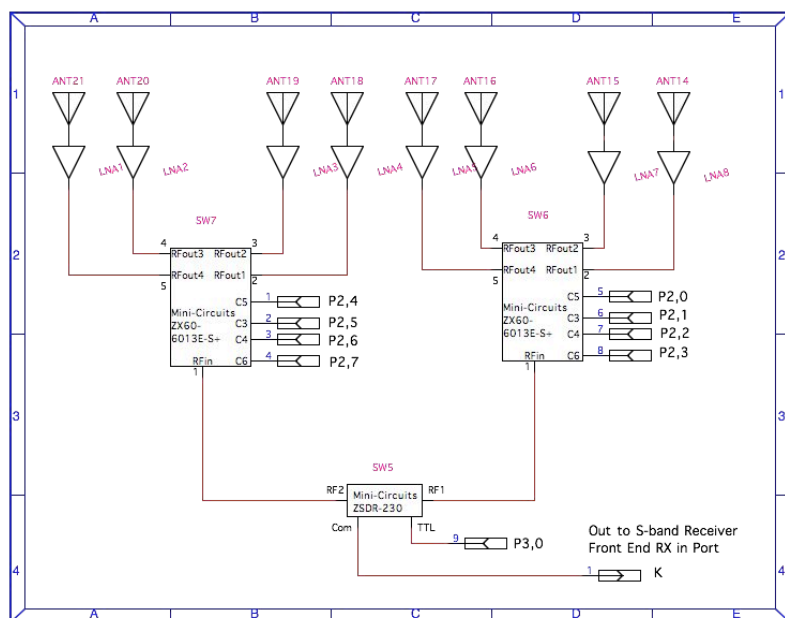 A B C D E
1 1
ANT21 ANT20 ANT19 ANT18 ANT17 ANT16 ANT15 ANT14
LNA1 LNA2 LNA3 LNA4 LNA5 LNA6 LNA7 LNA8
SW7 SW6
2 2
4 3 4 3
RFout3 RFout2 RFout3 RFout2
RFout4 RFout1 RFout4 RFout1
5 2 5 2
C5 1 P2,4 C5 5 P2,0
Mini-Circuits Mini-Circuits
ZX60- C3 2 P2,5 ZX60- C3 6 P2,1
6013E-S+ C4 3 P2,6 6013E-S+ C4 7 P2,2
RFin C6 4 P2,7 RFin C6 8 P2,3
1 1
3 3
SW5
RF2 RF1
Mini-Circuits
ZSDR-230
Com TTL
9 P3,0
Out to S-band Receiver
Front End RX in Port
1 K
4 4
A B C D E